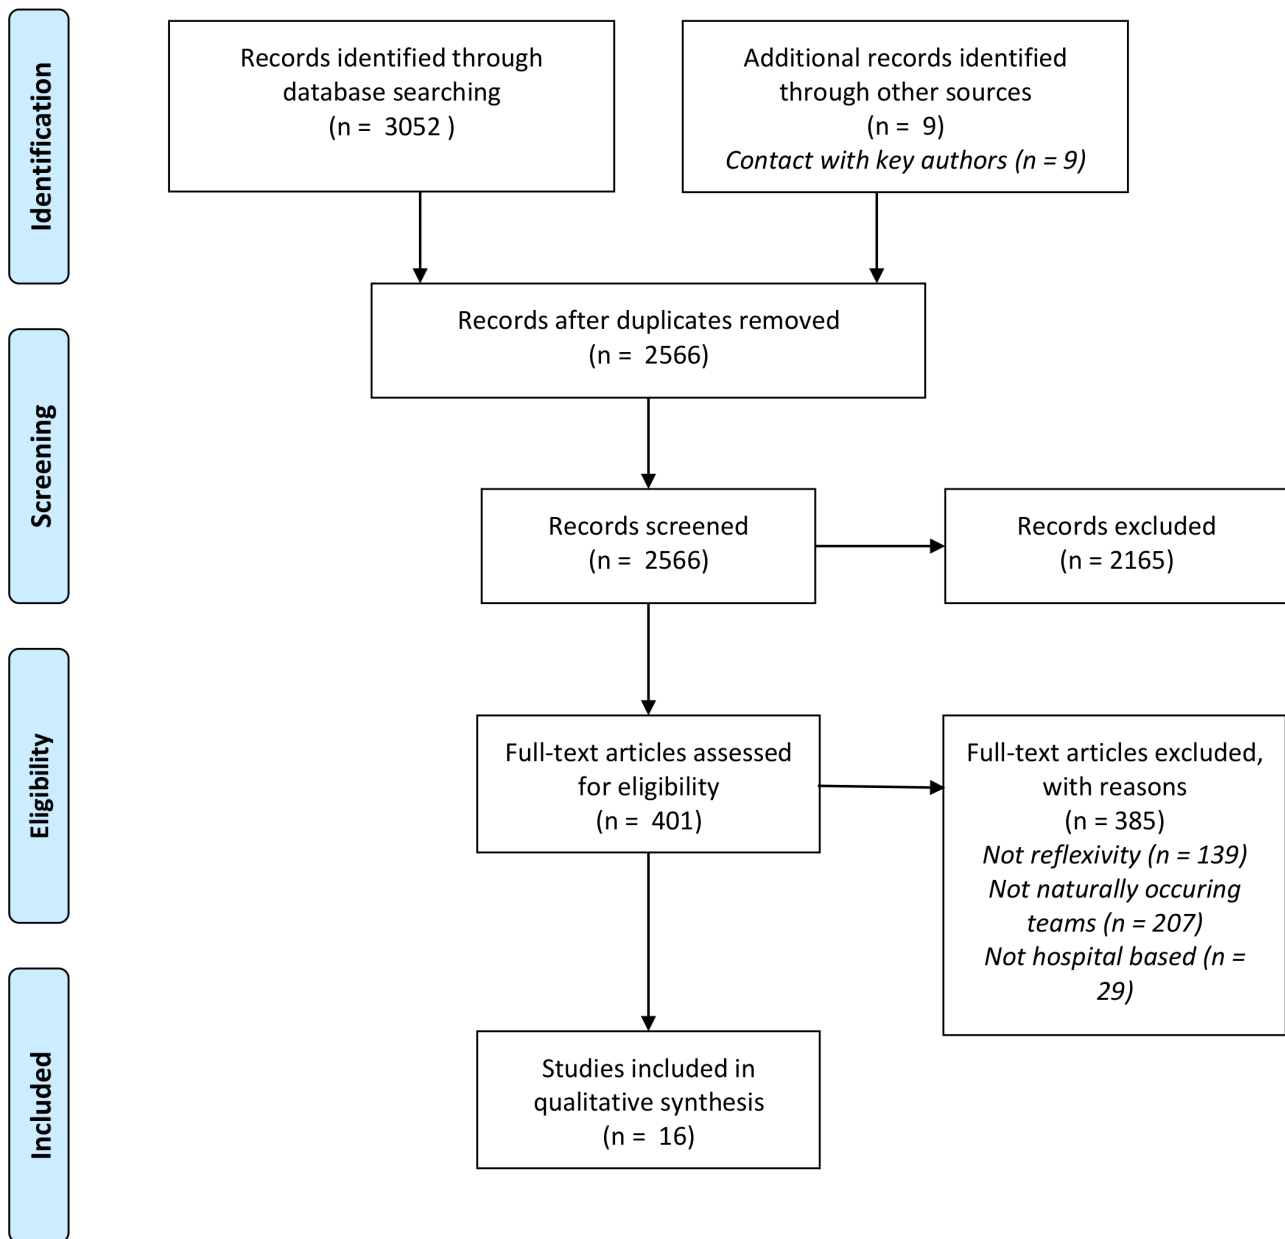 Identification
Records identified through
database searching
(n =  3052 )
Additional records identified
through other sources
(n =  9)
Contact with key authors (n = 9)
Records after duplicates removed
(n =  2566)
Screening
Records screened
(n =  2566)
Records excluded
(n = 2165)
Eligibility
Full-text articles assessed
for eligibility
(n =  401)
Full-text articles excluded,
with reasons
(n = 385)
Not reflexivity (n = 139)
Not naturally occuring
teams (n = 207)
Not hospital based (n =
29)
Included
Studies included in
qualitative synthesis
(n =  16)